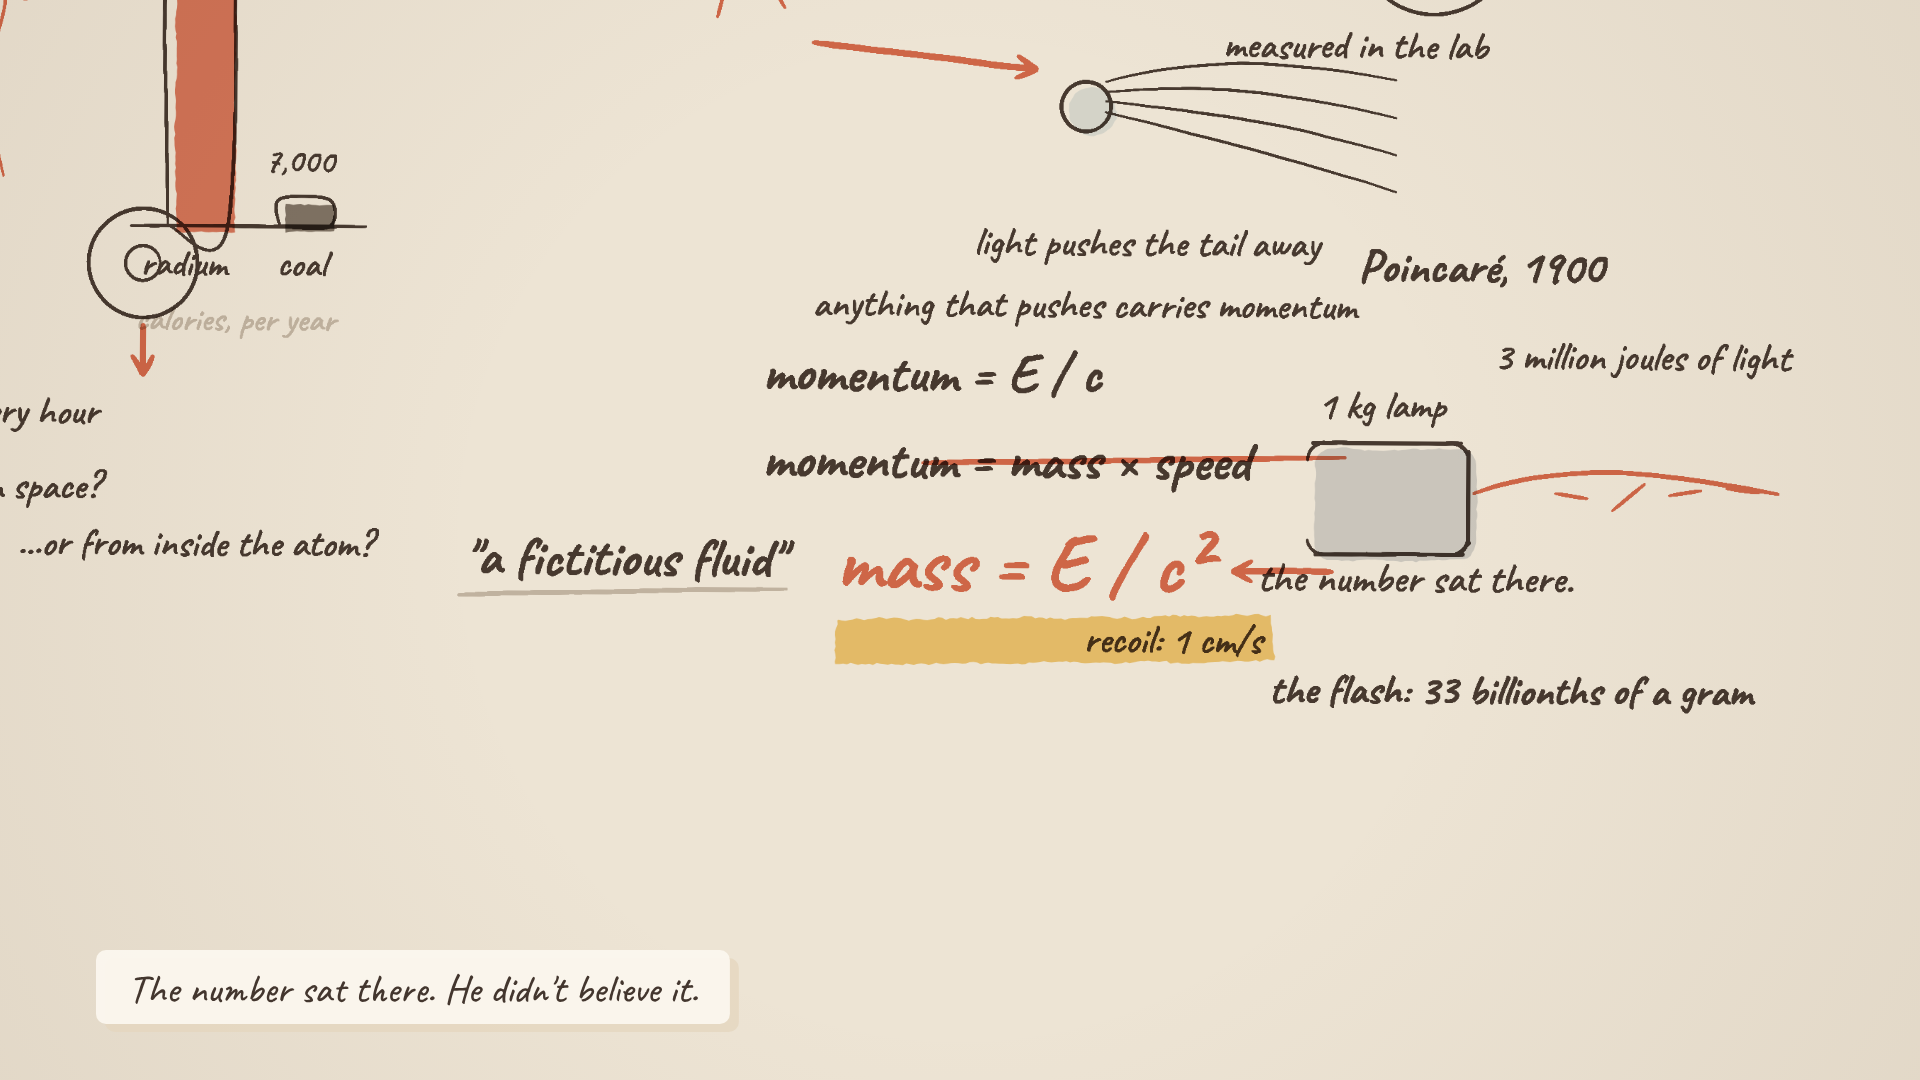 measured in the lab
7,000
radium
coal
calories, per year
light pushes the tail away
Poincaré, 1900
anything that pushes carries momentum
3 million joules of light
momentum = E / c
1 kg lamp
ry hour
momentum = mass × speed
space?
...or from inside the atom?
"a fictitious fluid"
mass = E / c²
the number sat there.
recoil: 1 cm/s
the flash: 33 billionths of a gram
The number sat there. He didn't believe it.